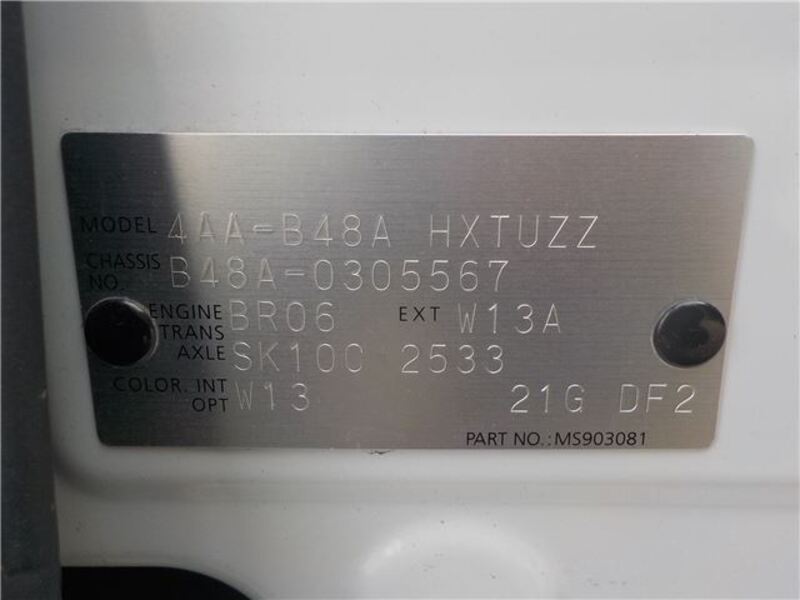 MODEL 4AA-B48A HXTUZZ
CHASSIS NO. B48A-0305567
ENGINE BR06 EXT W13A
TRANS AXLE SK10C 2533
COLOR. INT OPT W13 21G DF2
PART NO.: MS903081